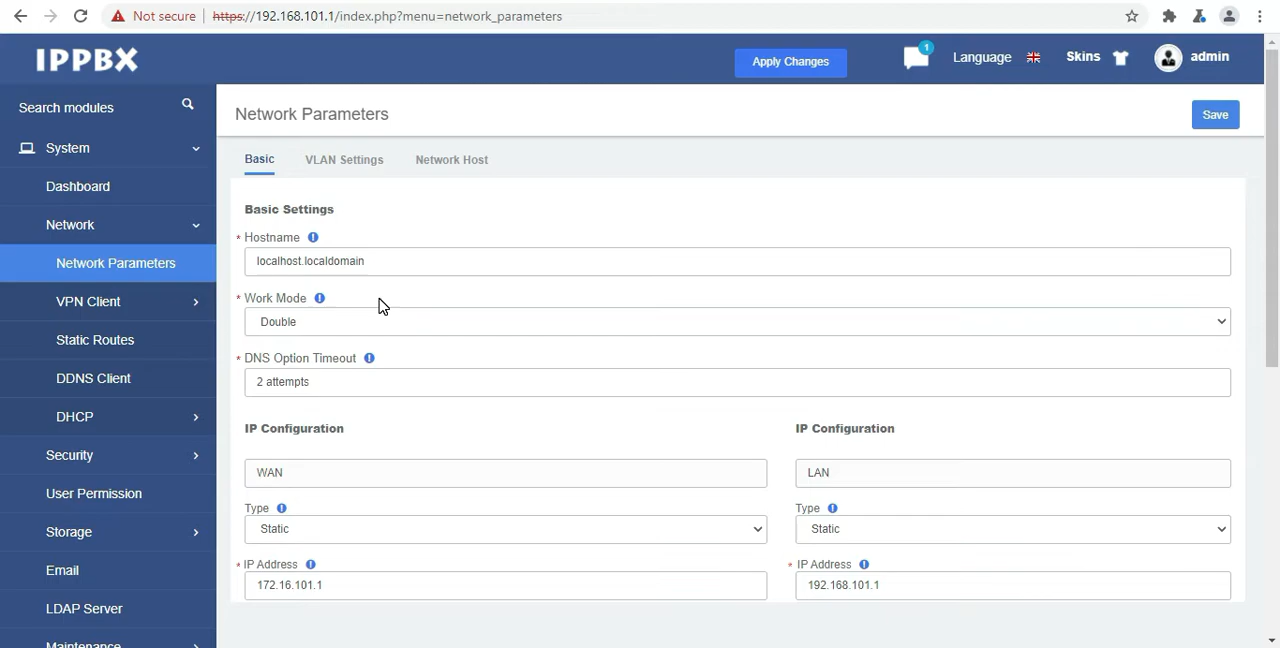 Not secure
https://192.168.101.1/index.php?menu=network_parameters
IPPBX
Apply Changes
1
Language
Skins
admin
Search modules
System
Dashboard
Network
Network Parameters
VPN Client
Static Routes
DDNS Client
DHCP
Security
User Permission
Storage
Email
LDAP Server
Maintenance
Network Parameters
Save
Basic
VLAN Settings
Network Host
Basic Settings
* Hostname
localhost.localdomain
* Work Mode
Double
* DNS Option Timeout
2 attempts
IP Configuration
WAN
Type
Static
* IP Address
172.16.101.1
IP Configuration
LAN
Type
Static
* IP Address
192.168.101.1